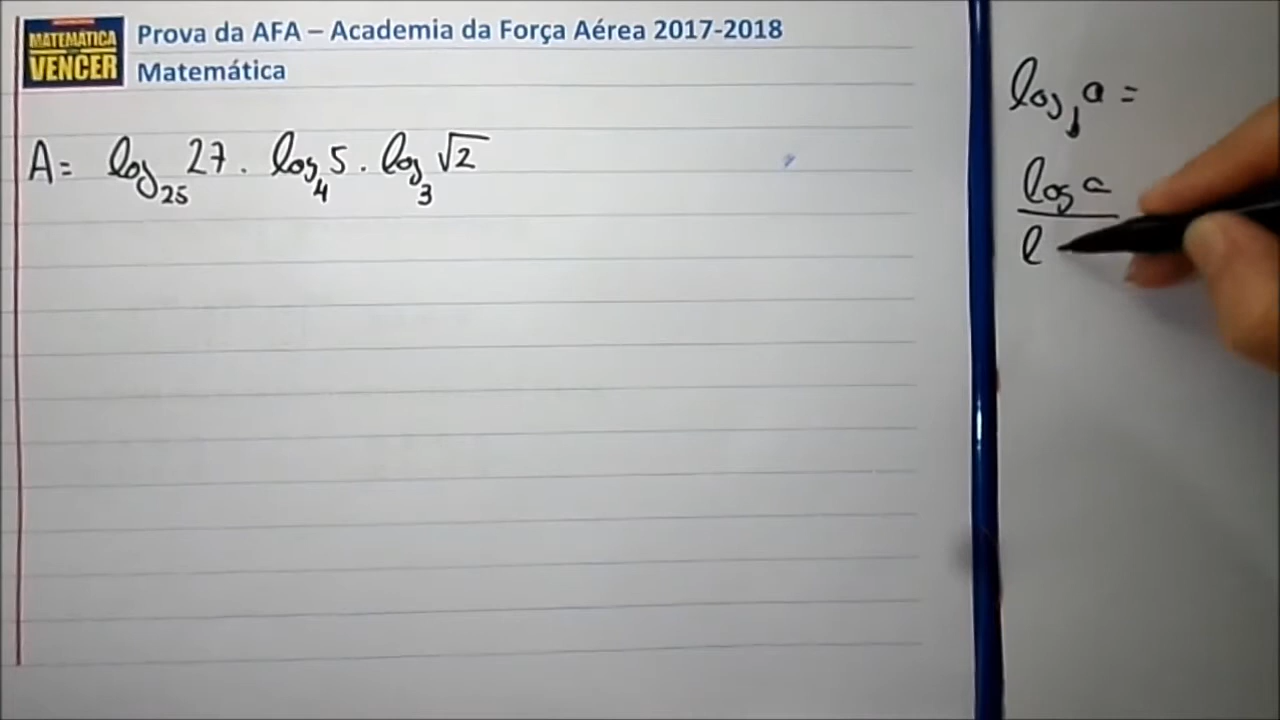 MATEMÁTICA
VENCER
Prova da AFA – Academia da Força Aérea 2017-2018
Matemática
A = log₂₅ 27 . log₄ 5 . log₃ √2
log a =
log a
l